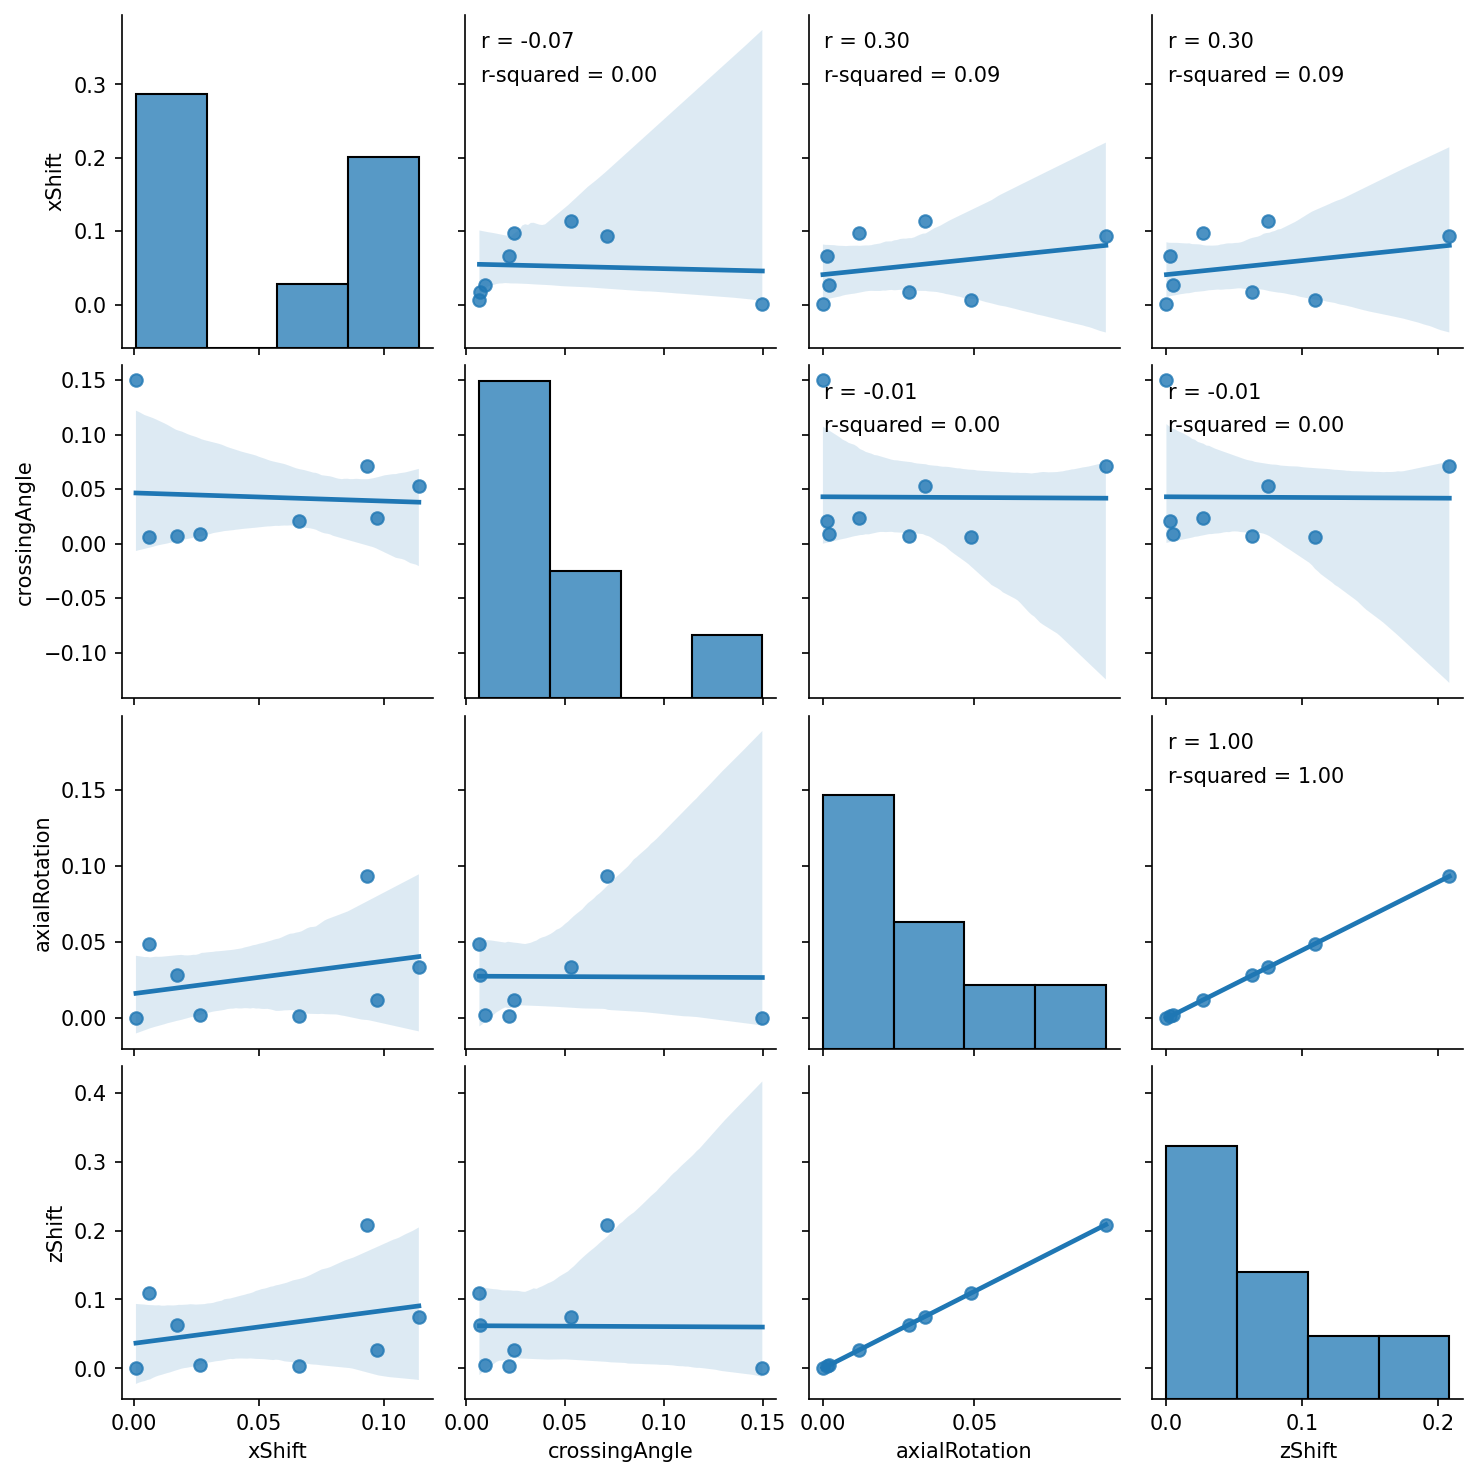 xShift
0.3
0.2
0.1
0.0
r = -0.07
r-squared = 0.00
r = 0.30
r-squared = 0.09
r = 0.30
r-squared = 0.09
crossingAngle
0.15
0.10
0.05
0.00
−0.05
−0.10
r = -0.01
r-squared = 0.00
r = -0.01
r-squared = 0.00
axialRotation
0.15
0.10
0.05
0.00
r = 1.00
r-squared = 1.00
zShift
0.4
0.3
0.2
0.1
0.0
0.00 0.05 0.10
xShift
0.00 0.05 0.10 0.15
crossingAngle
0.00 0.05
axialRotation
0.0 0.1 0.2
zShift